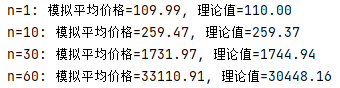 n=1: 模拟平均价格=109.99, 理论值=110.00
n=10: 模拟平均价格=259.47, 理论值=259.37
n=30: 模拟平均价格=1731.97, 理论值=1744.94
n=60: 模拟平均价格=33110.91, 理论值=30448.16